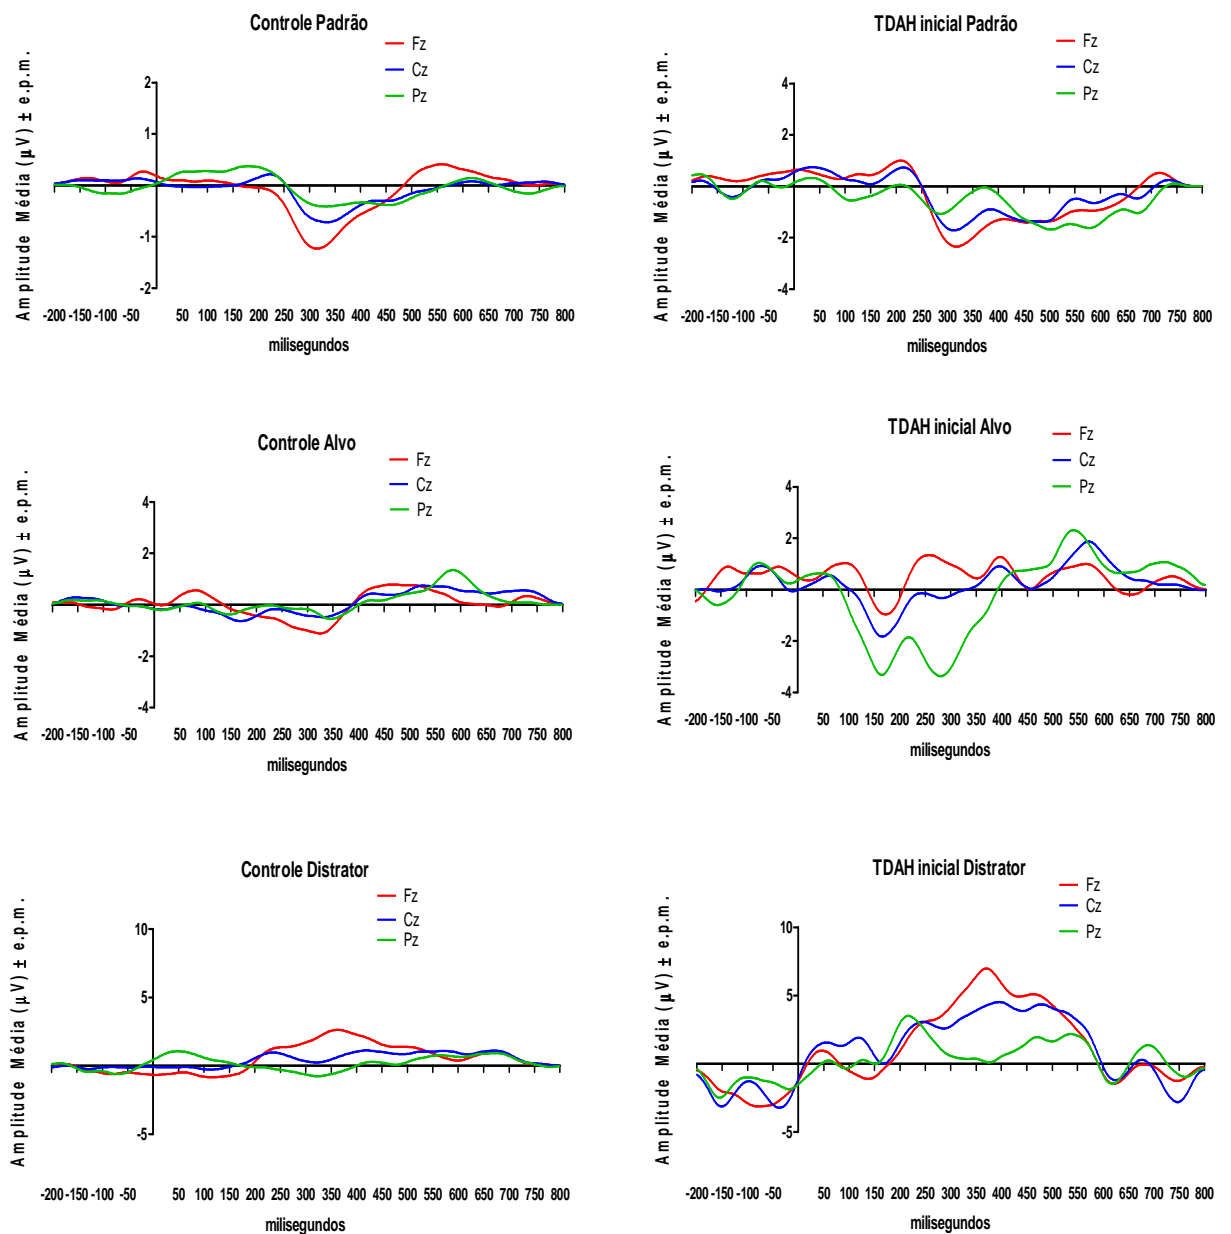 Controle Padrão
Fz
Cz
Pz
Amplitude Média (µV) ± e.p.m.
2
1
-1
-2
-200 -150 -100 -50 50 100 150 200 250 300 350 400 450 500 550 600 650 700 750 800
milisegundos
TDAH inicial Padrão
Fz
Cz
Pz
Amplitude Média (µV) ± e.p.m.
4
2
-2
-4
-200 -150 -100 -50 50 100 150 200 250 300 350 400 450 500 550 600 650 700 750 800
milisegundos
Controle Alvo
Fz
Cz
Pz
Amplitude Média (µV) ± e.p.m.
4
2
-2
-4
-200 -150 -100 -50 50 100 150 200 250 300 350 400 450 500 550 600 650 700 750 800
milisegundos
TDAH inicial Alvo
Fz
Cz
Pz
Amplitude Média (µV) ± e.p.m.
4
2
-2
-4
-200 -150 -100 -50 50 100 150 200 250 300 350 400 450 500 550 600 650 700 750 800
milisegundos
Controle Distrator
Fz
Cz
Pz
Amplitude Média (µV) ± e.p.m.
10
5
-5
-200 -150 -100 -50 50 100 150 200 250 300 350 400 450 500 550 600 650 700 750 800
milisegundos
TDAH inicial Distrator
Fz
Cz
Pz
Amplitude Média (µV) ± e.p.m.
10
5
-5
-200 -150 -100 -50 50 100 150 200 250 300 350 400 450 500 550 600 650 700 750 800
milisegundos